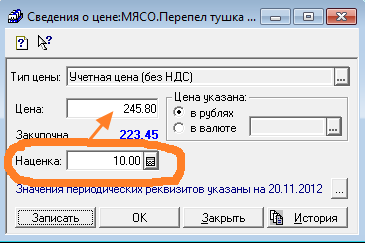 Сведения о цене:МЯСО.Перепел тушка ...
Тип цены: Учетная цена (без НДС) ...
Цена: 245.80
Цена указана:
в рублях
в валюте ...
Закупочна 223.45
Наценка: 10.00
Значения периодических реквизитов указаны на 20.11.2012 ...
Записать OK Закрыть История